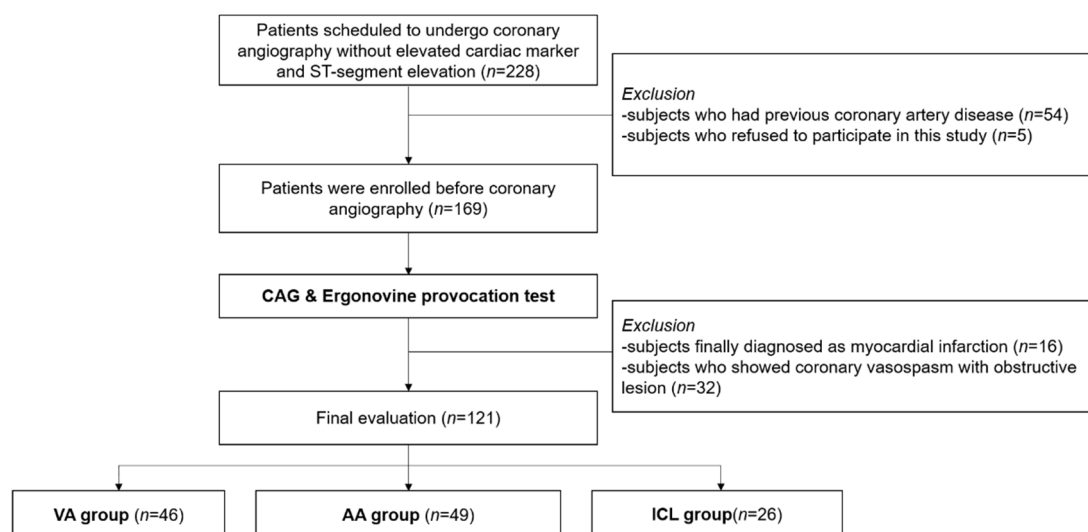 Patients scheduled to undergo coronary
angiography without elevated cardiac marker
and ST-segment elevation (n=228)
Exclusion
-subjects who had previous coronary artery disease (n=54)
-subjects who refused to participate in this study (n=5)
Patients were enrolled before coronary
angiography (n=169)
CAG & Ergonovine provocation test
Exclusion
-subjects finally diagnosed as myocardial infarction (n=16)
-subjects who showed coronary vasospasm with obstructive
lesion (n=32)
Final evaluation (n=121)
VA group (n=46)
AA group (n=49)
ICL group(n=26)